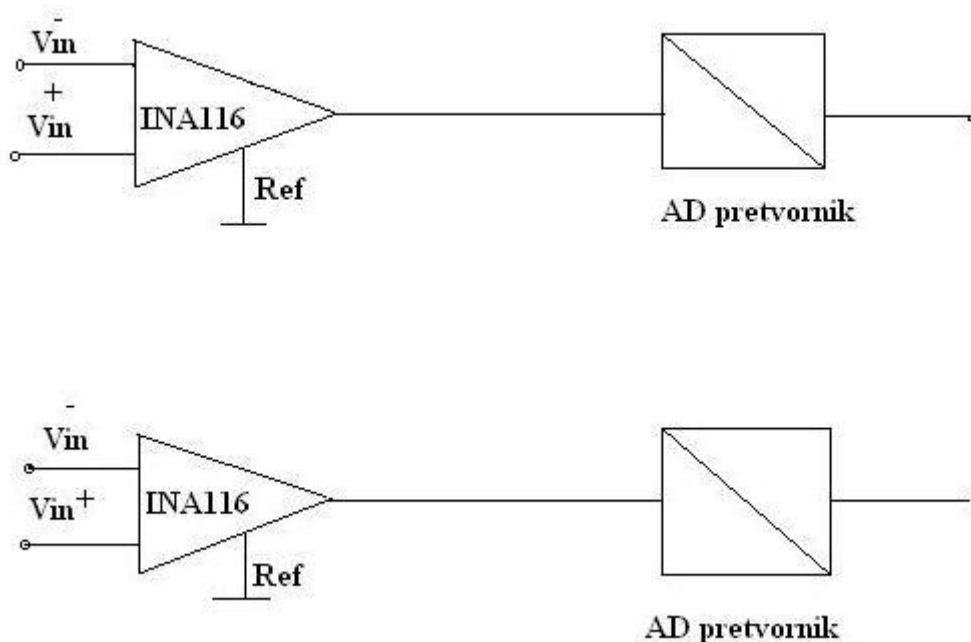 Vin-
+
Vin
INA116
Ref
AD pretvornik
-
Vin
Vin+
INA116
Ref
AD pretvornik